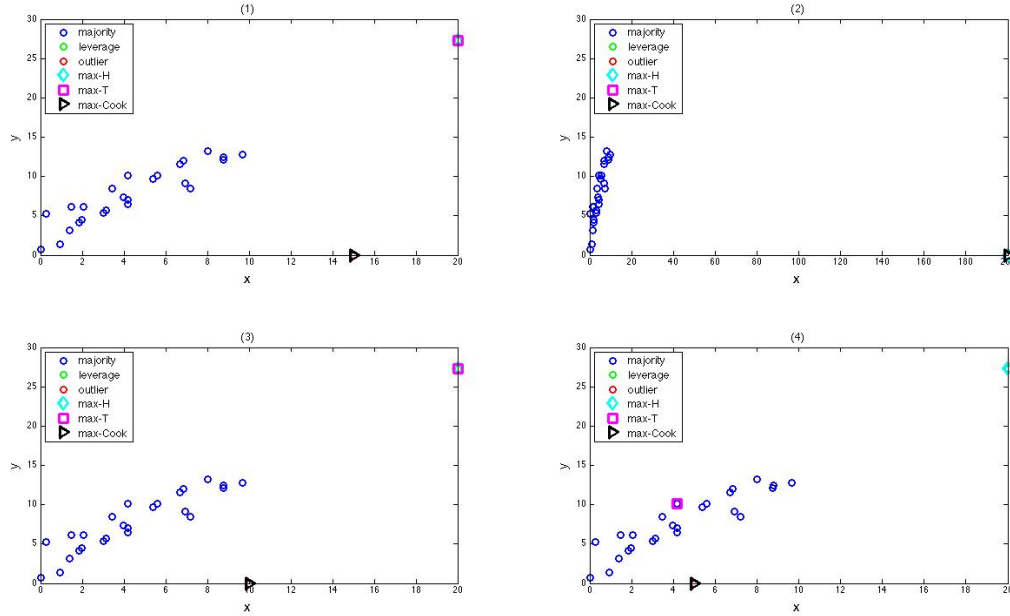 (1)
30
25
20
15
10
5
0
y
majority
leverage
outlier
max-H
max-T
max-Cook
0 2 4 6 8 10 12 14 16 18 20
x
(2)
30
25
20
15
10
5
0
y
majority
leverage
outlier
max-H
max-T
max-Cook
0 20 40 60 80 100 120 140 160 180 200
x
(3)
30
25
20
15
10
5
0
y
majority
leverage
outlier
max-H
max-T
max-Cook
0 2 4 6 8 10 12 14 16 18 20
x
(4)
30
25
20
15
10
5
0
y
majority
leverage
outlier
max-H
max-T
max-Cook
0 2 4 6 8 10 12 14 16 18 20
x